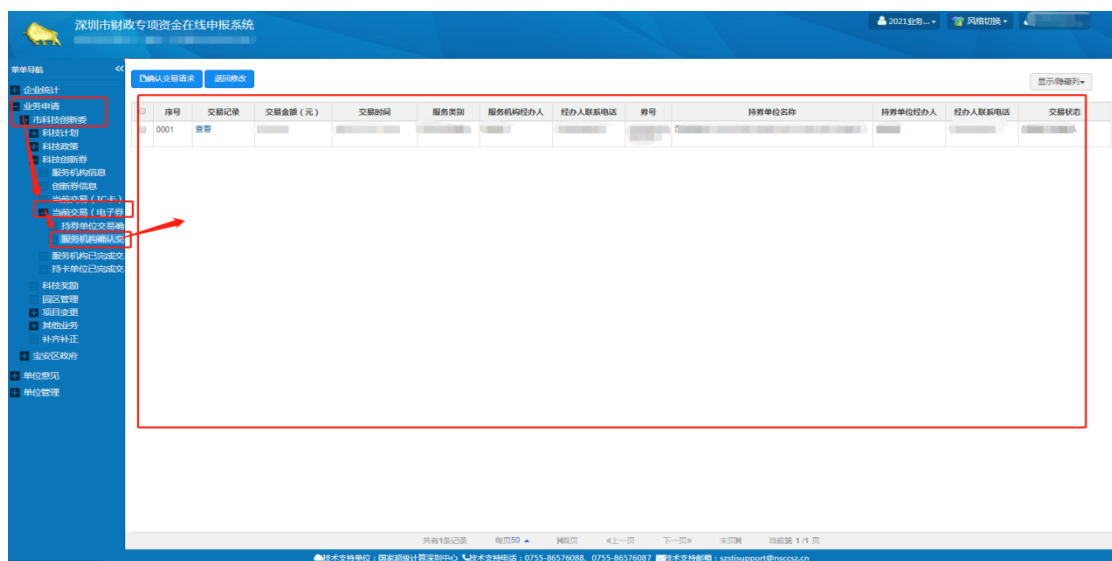 深圳市财政专项资金在线申报系统
2021业务...
风格切换
菜单导航
企业统计
业务申请
市科技创新委
科技计划
科技政策
科技创新券
服务机构信息
创新券信息
当前交易（IC卡）
当前交易（电子券
持券单位交易确
服务机构确认交
服务机构已完成交
持卡单位已完成交
科技奖励
园区管理
项目变更
其他业务
补齐补正
宝安区政府
单位意见
单位管理
确认交易请求 退回修改
显示/隐藏列
序号 交易记录 交易金额（元） 交易时间 服务类别 服务机构经办人 经办人联系电话 券号 持券单位名称 持券单位经办人 经办人联系电话 交易状态
0001 查看
共有1条记录 每页50 首页 «上一页 下一页» 末页 当前第 1 /1 页
技术支持单位：国家超级计算深圳中心 技术支持电话：0755-86576088、0755-86576087 技术支持邮箱：szstisupport@nsccsz.cn